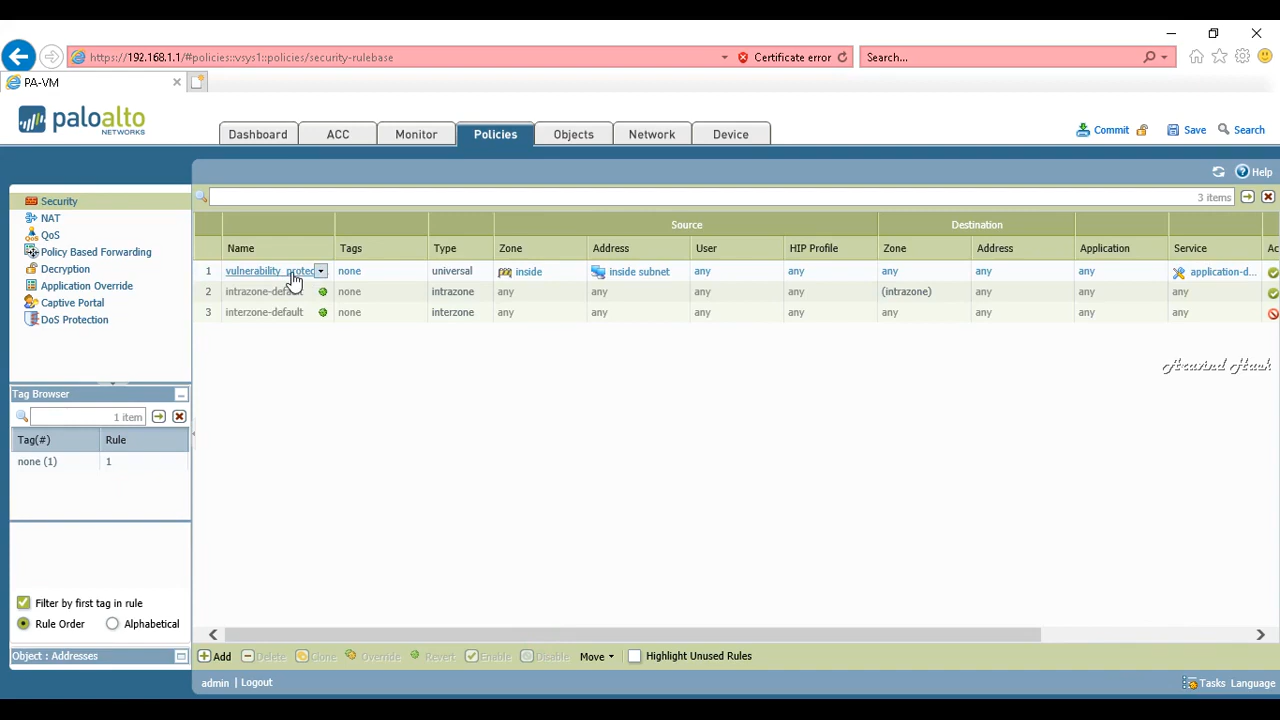 https://192.168.1.1/#policies::vsys1::policies/security-rulebase
Certificate error
Search...
PA-VM
paloalto
NETWORKS
Dashboard
ACC
Monitor
Policies
Objects
Network
Device
Commit
Save
Search
Help
Security
NAT
QoS
Policy Based Forwarding
Decryption
Application Override
Captive Portal
DoS Protection
3 items
Source
Destination
Name Tags Type Zone Address User HIP Profile Zone Address Application Service Ac
1 vulnerability_protec none universal inside inside subnet any any any any any application-d...
2 intrazone-default none intrazone any any any any (intrazone) any any any
3 interzone-default none interzone any any any any any any any any
Aravind Hash
Tag Browser
1 item
Tag(#) Rule
none (1) 1
Filter by first tag in rule
Rule Order Alphabetical
Object : Addresses
Add Delete Clone Override Revert Enable Disable Move Highlight Unused Rules
admin | Logout
Tasks Language